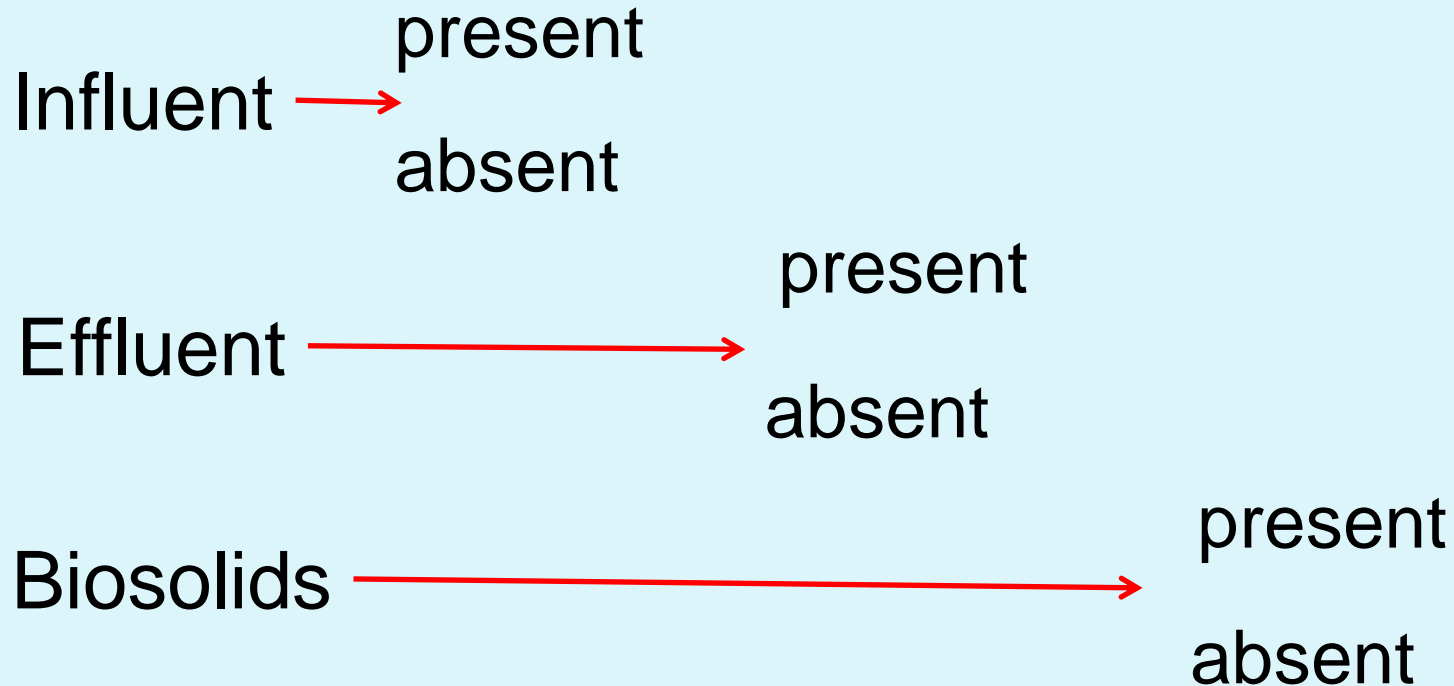 present
Influent
absent
present
Effluent
absent
present
Biosolids
absent